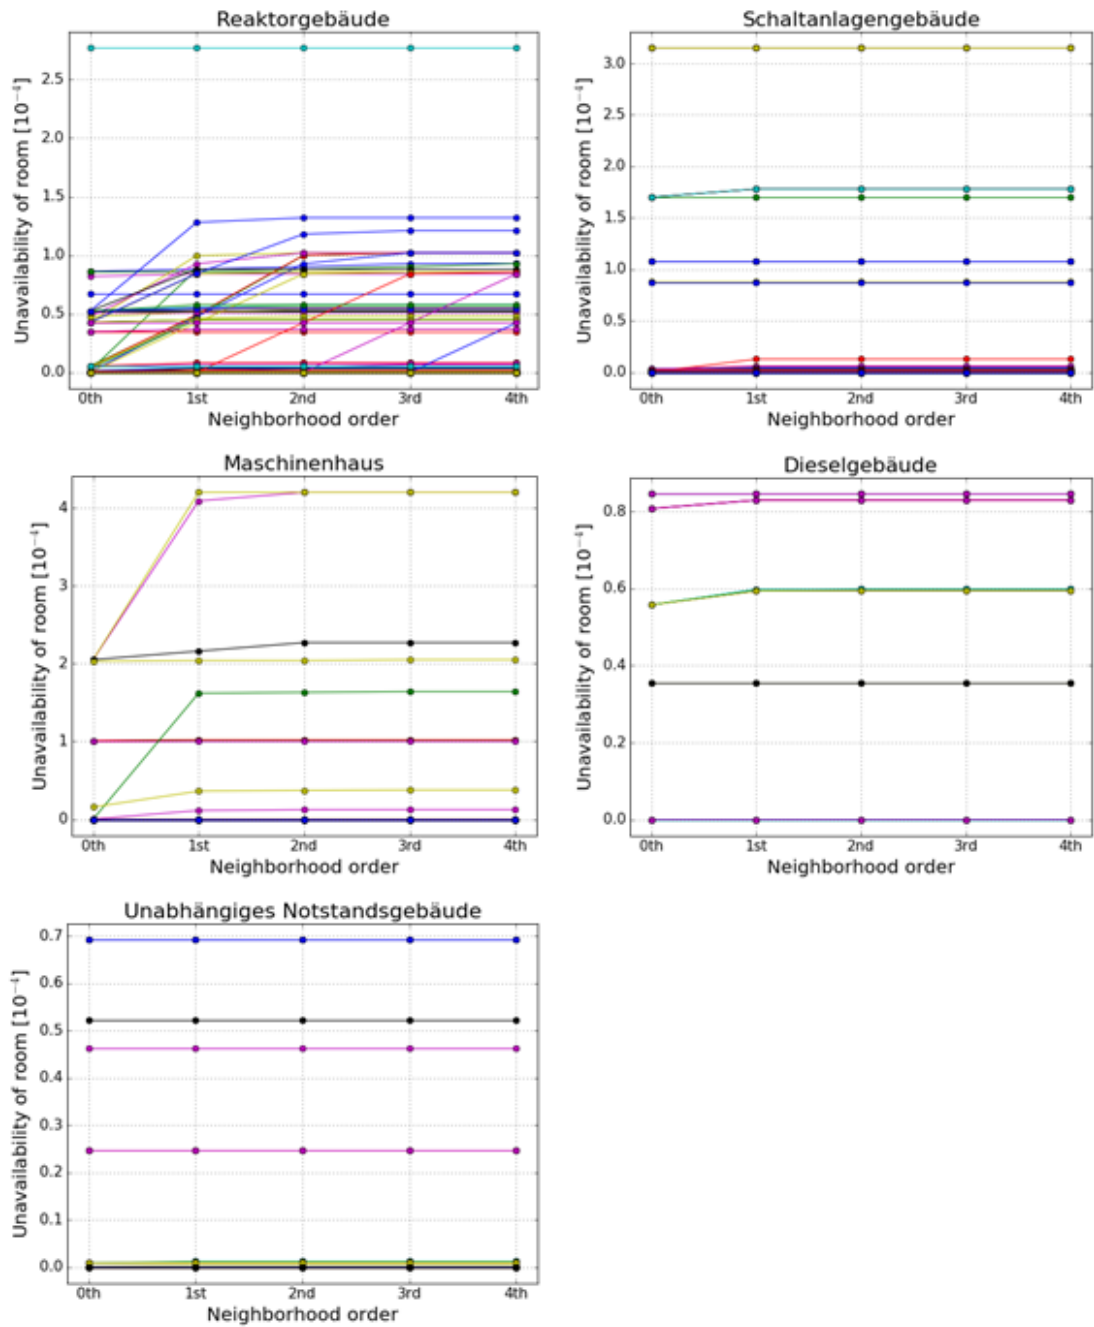 Reaktorgebäude
Unavailability of room [10⁻⁴]
2.5
2.0
1.5
1.0
0.5
0.0
0th 1st 2nd 3rd 4th
Neighborhood order
Schaltanlagengebäude
Unavailability of room [10⁻⁴]
3.0
2.5
2.0
1.5
1.0
0.5
0.0
0th 1st 2nd 3rd 4th
Neighborhood order
Maschinenhaus
Unavailability of room [10⁻⁴]
4
3
2
1
0
0th 1st 2nd 3rd 4th
Neighborhood order
Dieselgebäude
Unavailability of room [10⁻⁴]
0.8
0.6
0.4
0.2
0.0
0th 1st 2nd 3rd 4th
Neighborhood order
Unabhängiges Notstandsgebäude
Unavailability of room [10⁻⁴]
0.7
0.6
0.5
0.4
0.3
0.2
0.1
0.0
0th 1st 2nd 3rd 4th
Neighborhood order